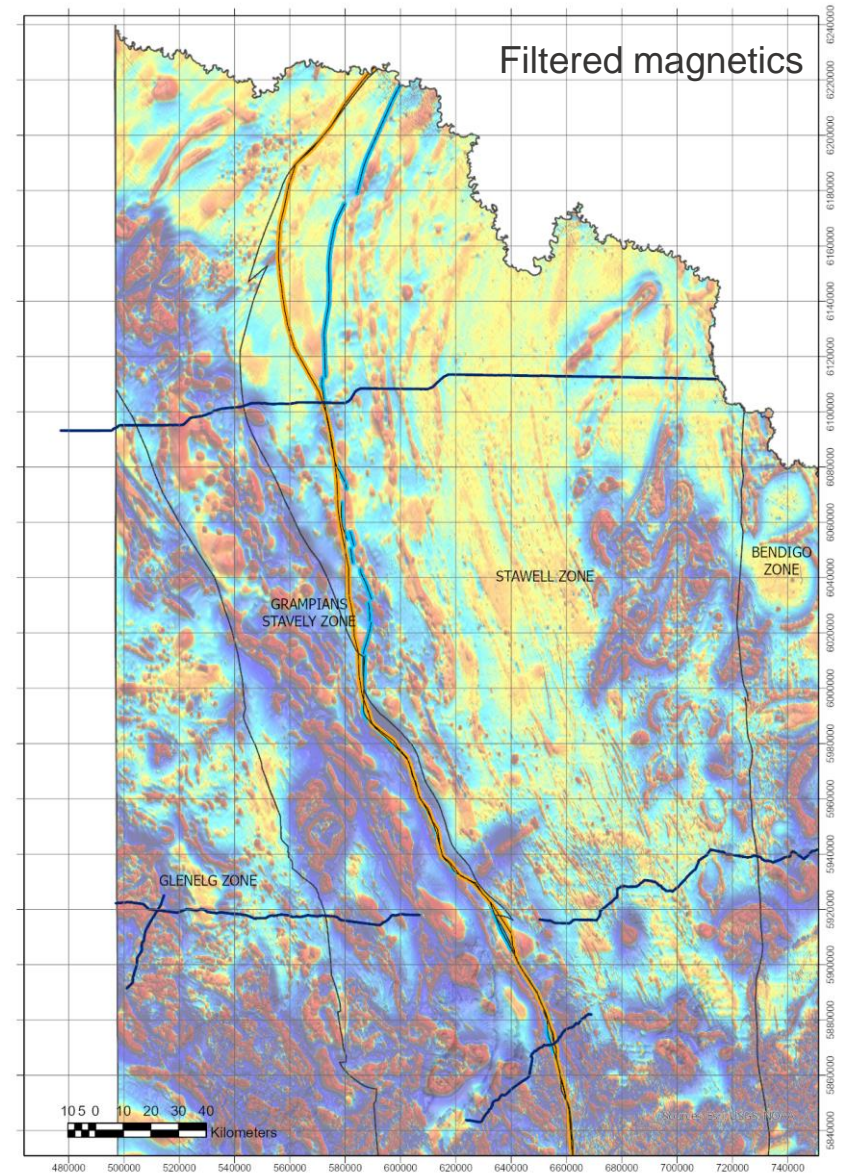 Filtered magnetics
6240000
6220000
6200000
6180000
6160000
6140000
6120000
6100000
6080000
6060000
6040000
6020000
6000000
5980000
5960000
5940000
5920000
5900000
5880000
5860000
5840000
BENDIGO
ZONE
STAWELL ZONE
GRAMPIANS
STAVELY ZONE
GLENELG ZONE
10 5 0 10 20 30 40
Kilometers
480000 500000 520000 540000 560000 580000 600000 620000 640000 660000 680000 700000 720000 740000